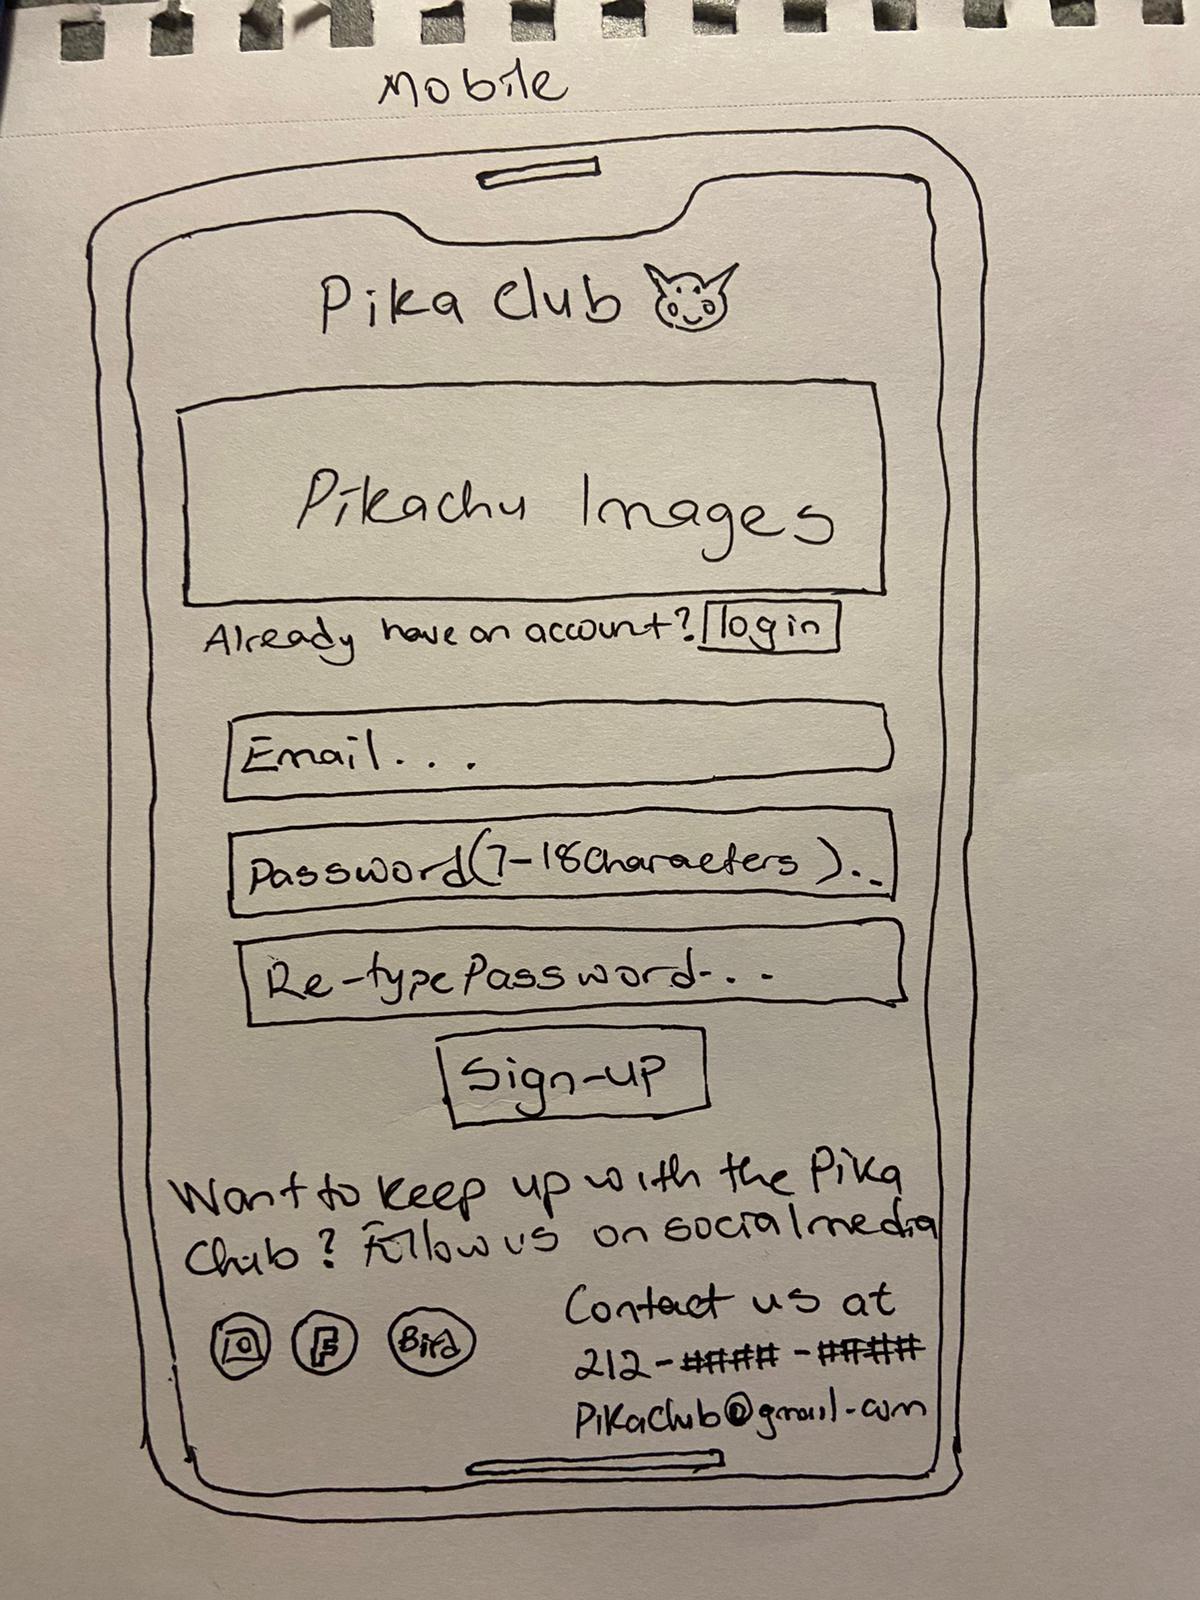 Mobile
Pika Club
Pikachu Images
Already have an account? login
Email...
Password(7-18Characters)...
Re-type Password...
Sign-up
Want to keep up with the Pika
Club? Follow us on social media
F Bird
Contact us at
212-####-####
PikaClub@gmail.com